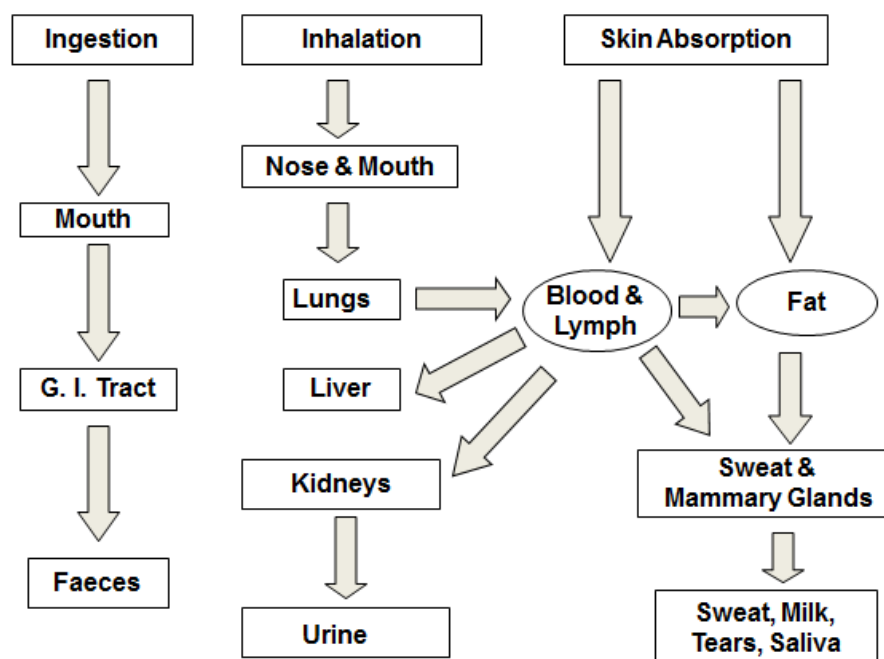 Ingestion
Inhalation
Skin Absorption
Nose & Mouth
Mouth
Lungs
Blood &
Lymph
Fat
G. I. Tract
Liver
Kidneys
Sweat &
Mammary Glands
Faeces
Urine
Sweat, Milk,
Tears, Saliva